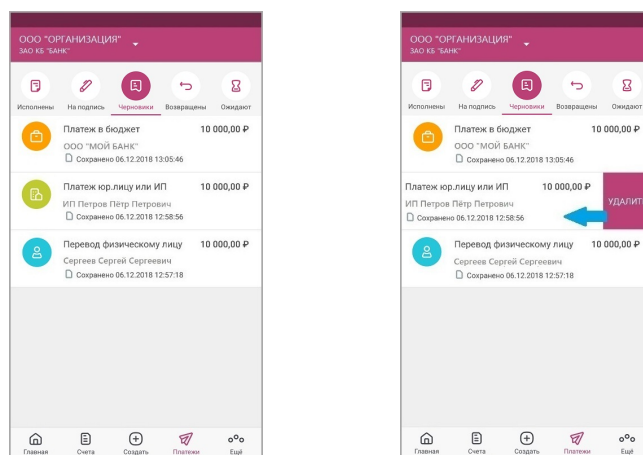 ООО "ОРГАНИЗАЦИЯ"
ЗАО КБ "БАНК"
Исполнены На подпись Черновики Возвращены Ожидают
Платеж в бюджет 10 000,00 ₽
ООО "МОЙ БАНК"
Сохранено 06.12.2018 13:05:46
Платеж юр.лицу или ИП 10 000,00 ₽
ИП Петров Пётр Петрович
Сохранено 06.12.2018 12:58:56
Перевод физическому лицу 10 000,00 ₽
Сергеев Сергей Сергеевич
Сохранено 06.12.2018 12:57:18
Главная Счета Создать Платежи Ещё
ООО "ОРГАНИЗАЦИЯ"
ЗАО КБ "БАНК"
Исполнены На подпись Черновики Возвращены Ожидают
Платеж в бюджет 10 000,00 ₽
ООО "МОЙ БАНК"
Сохранено 06.12.2018 13:05:46
Платеж юр.лицу или ИП 10 000,00 ₽
ИП Петров Пётр Петрович
УДАЛИТЬ
Сохранено 06.12.2018 12:58:56
Перевод физическому лицу 10 000,00 ₽
Сергеев Сергей Сергеевич
Сохранено 06.12.2018 12:57:18
Главная Счета Создать Платежи Ещё